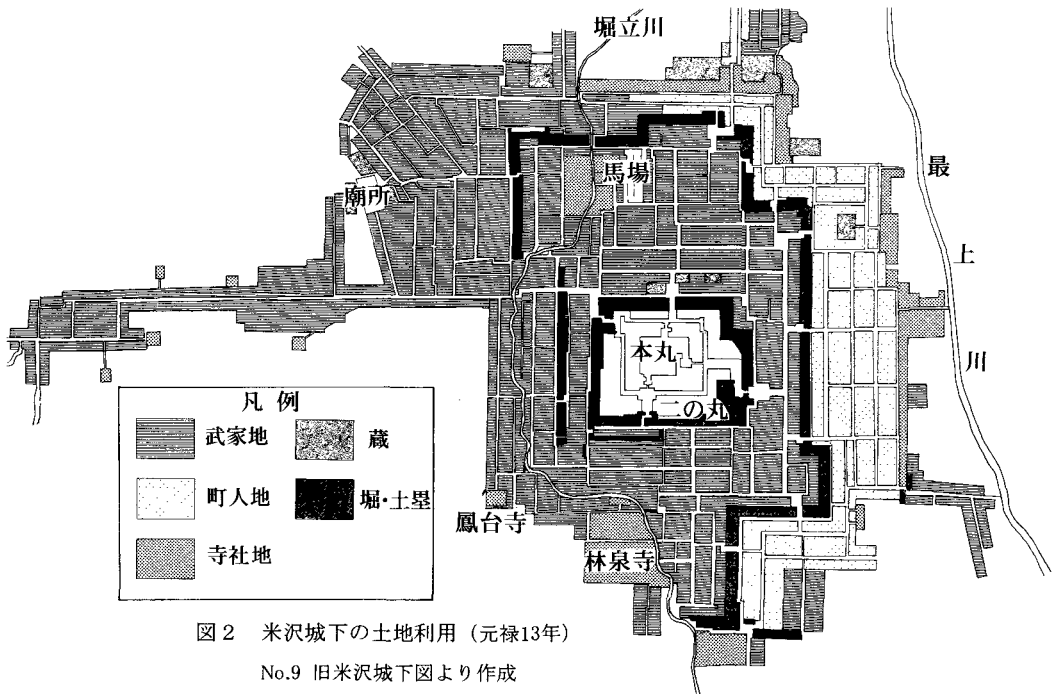 堀立川
最上川
馬場
廟所
本丸
二の丸
凡例
武家地
蔵
町人地
堀・土塁
寺社地
鳳台寺
林泉寺
図2 米沢城下の土地利用（元禄13年）
No.9 旧米沢城下図より作成